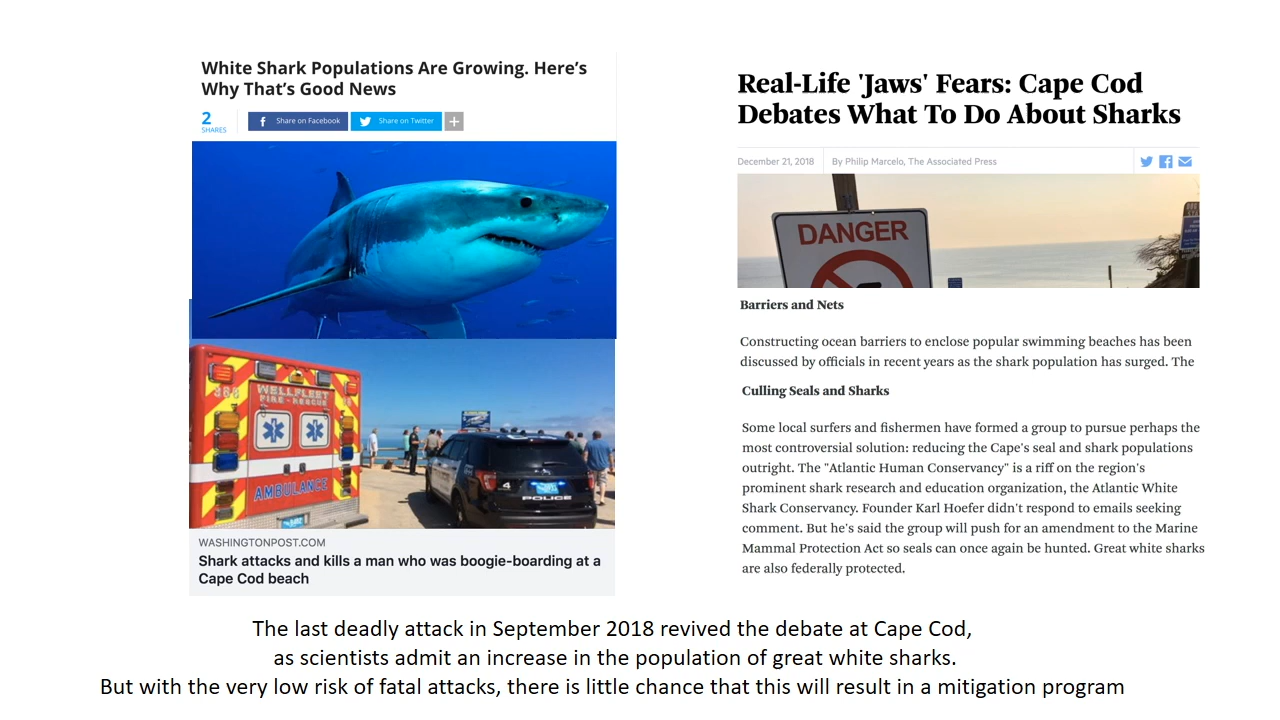 White Shark Populations Are Growing. Here's
Why That's Good News
2
SHARES
Share on Facebook
Share on Twitter
WELLFLEET
FIRE-RESCUE
AMBULANCE
4
POLICE
WASHINGTONPOST.COM
Shark attacks and kills a man who was boogie-boarding at a
Cape Cod beach
Real-Life 'Jaws' Fears: Cape Cod
Debates What To Do About Sharks
December 21, 2018
By Philip Marcelo, The Associated Press
DANGER
Barriers and Nets
Constructing ocean barriers to enclose popular swimming beaches has been
discussed by officials in recent years as the shark population has surged. The
Culling Seals and Sharks
Some local surfers and fishermen have formed a group to pursue perhaps the
most controversial solution: reducing the Cape's seal and shark populations
outright. The "Atlantic Human Conservancy" is a riff on the region's
prominent shark research and education organization, the Atlantic White
Shark Conservancy. Founder Karl Hoefer didn't respond to emails seeking
comment. But he's said the group will push for an amendment to the Marine
Mammal Protection Act so seals can once again be hunted. Great white sharks
are also federally protected.
The last deadly attack in September 2018 revived the debate at Cape Cod,
as scientists admit an increase in the population of great white sharks.
But with the very low risk of fatal attacks, there is little chance that this will result in a mitigation program